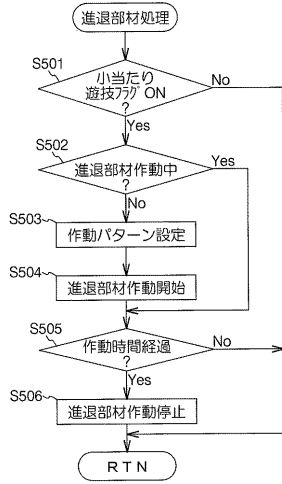 進退部材処理
S501
小当たり
遊技フラグON
?
No
Yes
S502
進退部材作動中
?
Yes
No
S503
作動パターン設定
S504
進退部材作動開始
S505
作動時間経過
?
No
Yes
S506
進退部材作動停止
RTN